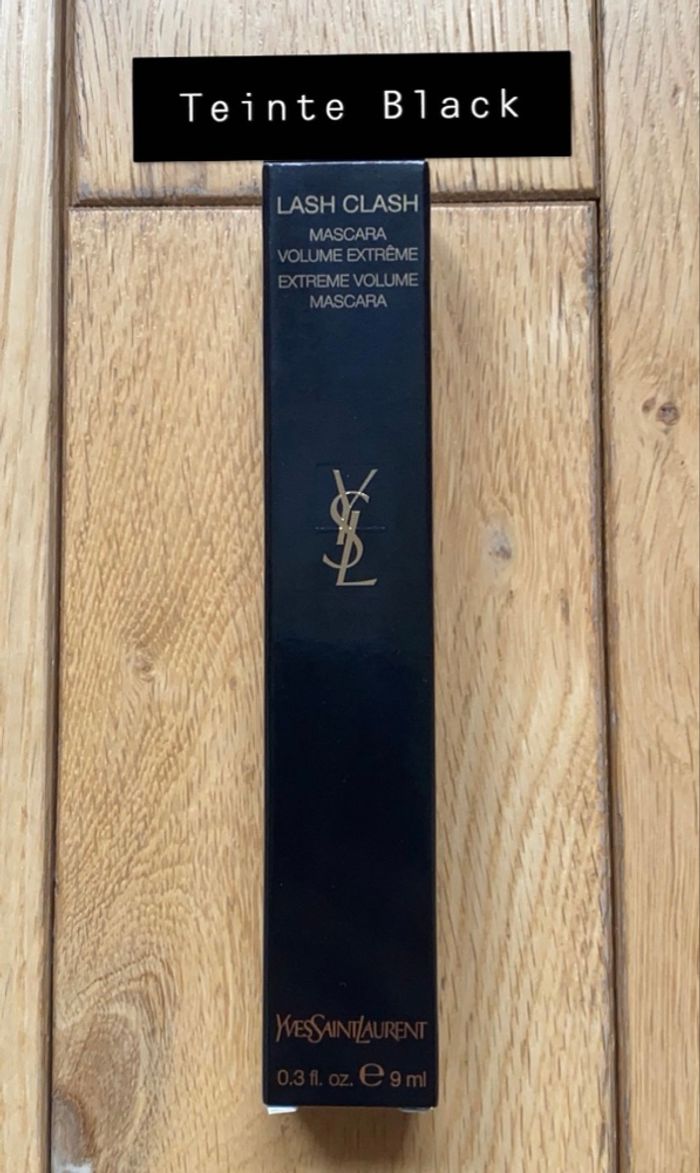 Teinte Black
LASH CLASH
MASCARA
VOLUME EXTRÊME
EXTREME VOLUME
MASCARA
YSL
YVESSAINTLAURENT
0.3 fl. oz. ℮ 9 ml